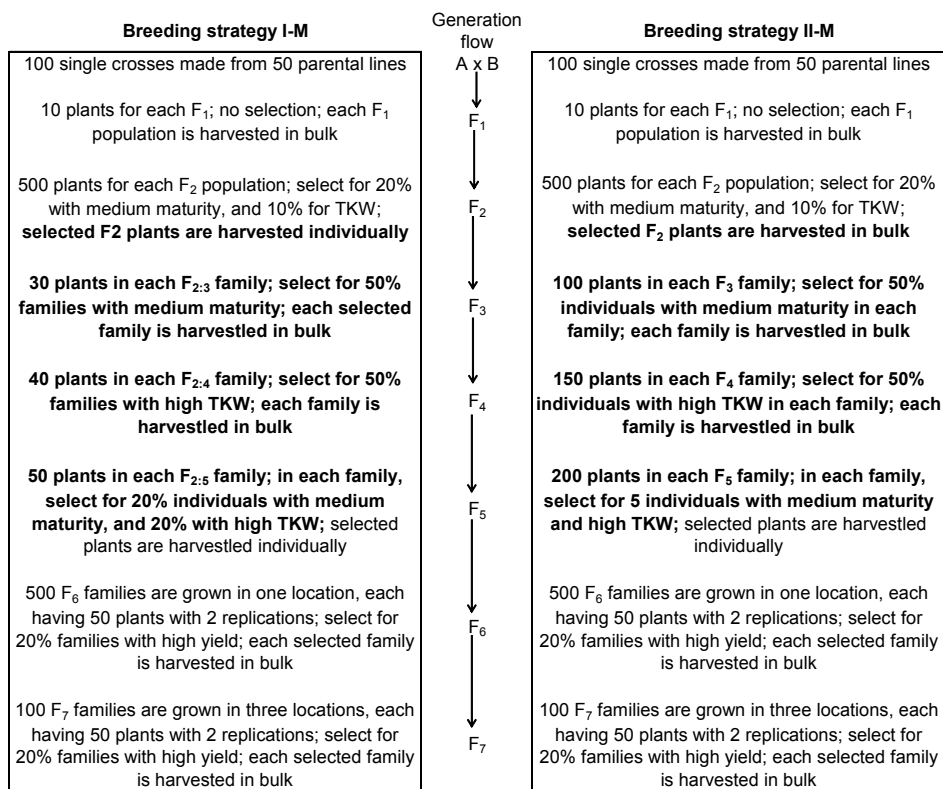 Breeding strategy I-M
100 single crosses made from 50 parental lines
10 plants for each F₁; no selection; each F₁
population is harvested in bulk
500 plants for each F₂ population; select for 20%
with medium maturity, and 10% for TKW;
selected F2 plants are harvested individually
30 plants in each F₂:₃ family; select for 50%
families with medium maturity; each selected
family is harvestled in bulk
40 plants in each F₂:₄ family; select for 50%
families with high TKW; each family is
harvestled in bulk
50 plants in each F₂:₅ family; in each family,
select for 20% individuals with medium
maturity, and 20% with high TKW; selected
plants are harvestled individually
500 F₆ families are grown in one location, each
having 50 plants with 2 replications; select for
20% families with high yield; each selected family
is harvested in bulk
100 F₇ families are grown in three locations, each
having 50 plants with 2 replications; select for
20% families with high yield; each selected family
is harvested in bulk
Generation
flow
A x B
F₁
F₂
F₃
F₄
F₅
F₆
F₇
Breeding strategy II-M
100 single crosses made from 50 parental lines
10 plants for each F₁; no selection; each F₁
population is harvested in bulk
500 plants for each F₂ population; select for 20%
with medium maturity, and 10% for TKW;
selected F₂ plants are harvested in bulk
100 plants in each F₃ family; select for 50%
individuals with medium maturity in each
family; each family is harvestled in bulk
150 plants in each F₄ family; select for 50%
individuals with high TKW in each family; each
family is harvestled in bulk
200 plants in each F₅ family; in each family,
select for 5 individuals with medium maturity
and high TKW; selected plants are harvestled
individually
500 F₆ families are grown in one location, each
having 50 plants with 2 replications; select for
20% families with high yield; each selected family
is harvested in bulk
100 F₇ families are grown in three locations, each
having 50 plants with 2 replications; select for
20% families with high yield; each selected family
is harvested in bulk